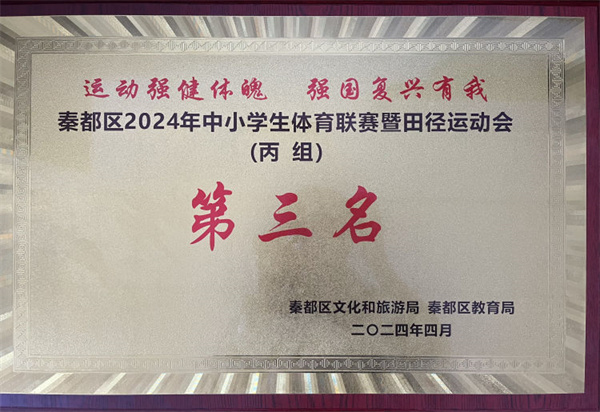 运动强健体魄 强国复兴有我
秦都区2024年中小学生体育联赛暨田径运动会
（丙 组）
第三名
秦都区文化和旅游局 秦都区教育局
二〇二四年四月